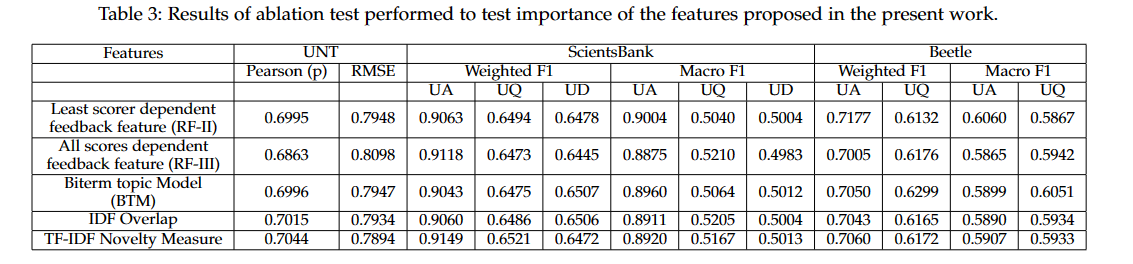 Table 3: Results of ablation test performed to test importance of the features proposed in the present work.
Features UNT ScientsBank Beetle
Pearson (p) RMSE Weighted F1 Macro F1 Weighted F1 Macro F1
UA UQ UD UA UQ UD UA UQ UA UQ
Least scorer dependent
feedback feature (RF-II) 0.6995 0.7948 0.9063 0.6494 0.6478 0.9004 0.5040 0.5004 0.7177 0.6132 0.6060 0.5867
All scores dependent
feedback feature (RF-III) 0.6863 0.8098 0.9118 0.6473 0.6445 0.8875 0.5210 0.4983 0.7005 0.6176 0.5865 0.5942
Biterm topic Model
(BTM) 0.6996 0.7947 0.9043 0.6475 0.6507 0.8960 0.5064 0.5012 0.7050 0.6299 0.5899 0.6051
IDF Overlap 0.7015 0.7934 0.9060 0.6486 0.6506 0.8911 0.5205 0.5004 0.7043 0.6165 0.5890 0.5934
TF-IDF Novelty Measure 0.7044 0.7894 0.9149 0.6521 0.6472 0.8920 0.5167 0.5013 0.7060 0.6172 0.5907 0.5933